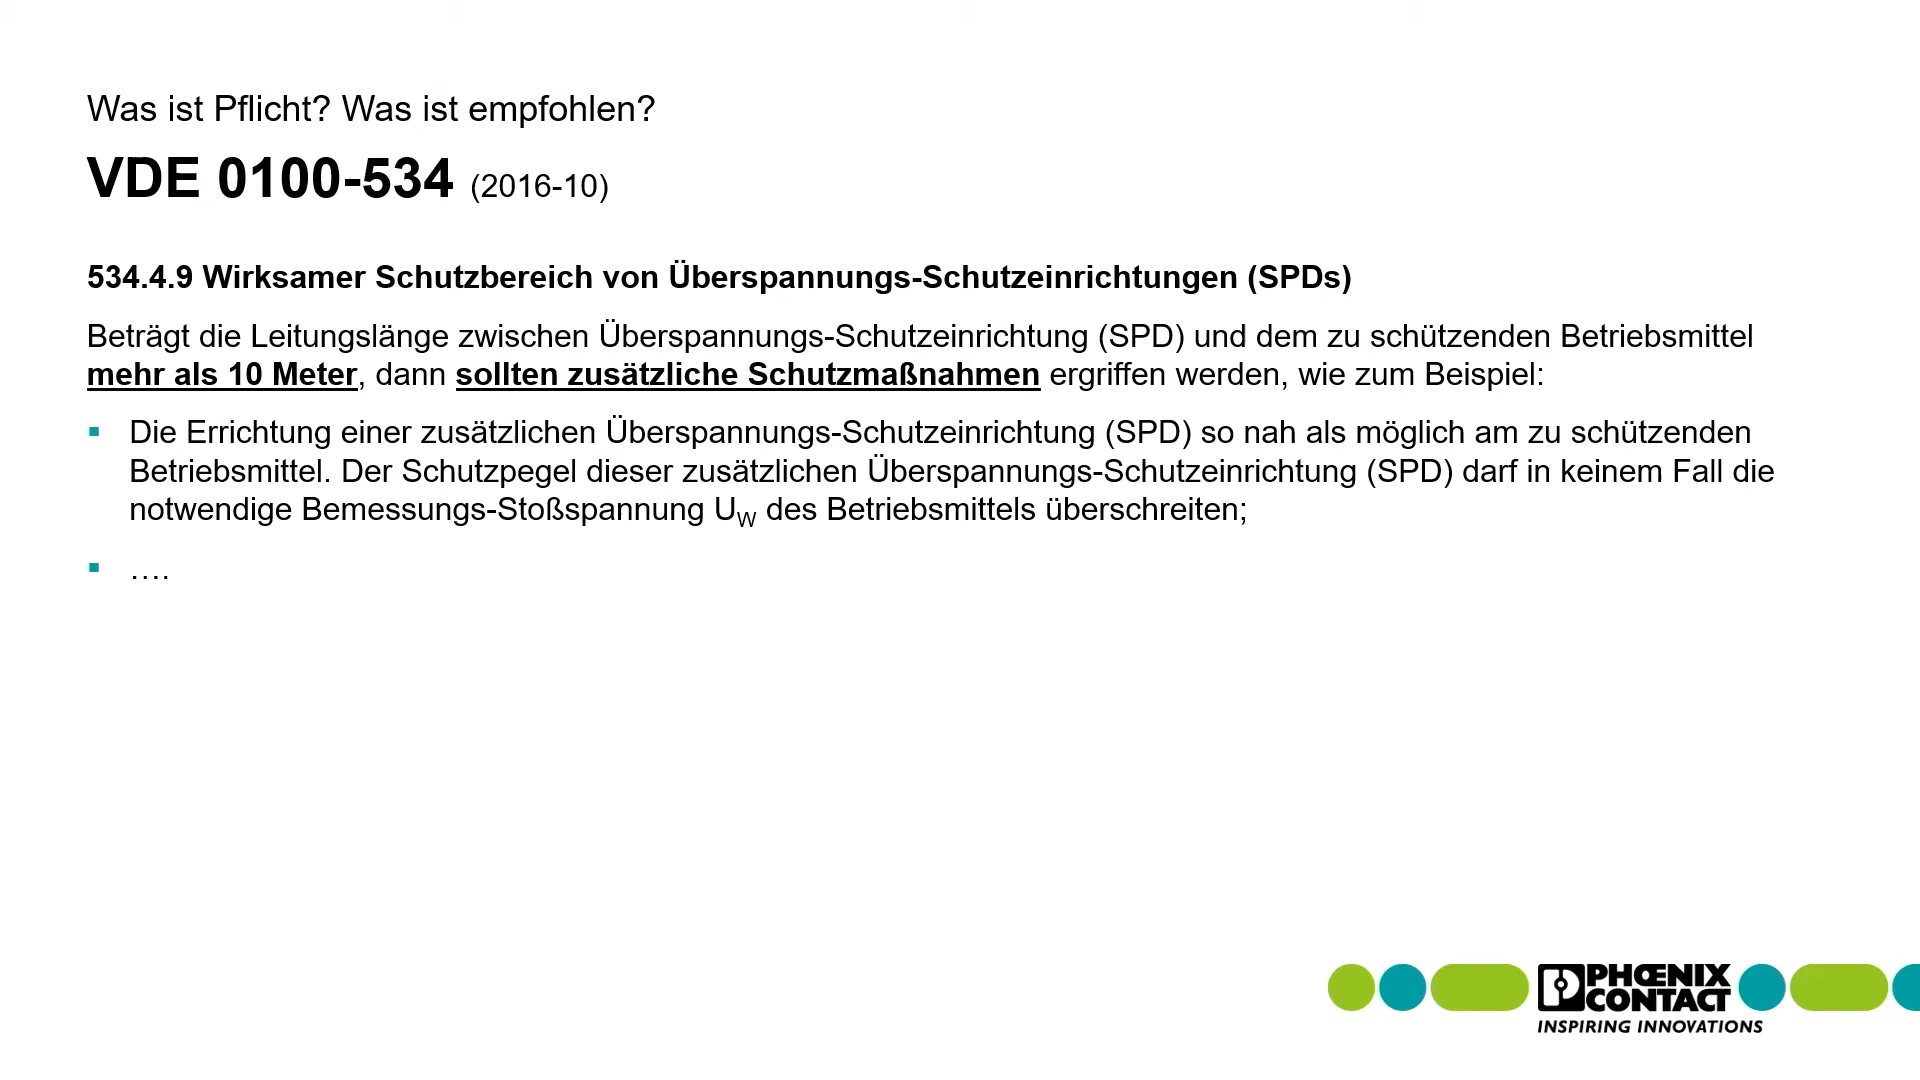 Was ist Pflicht? Was ist empfohlen?
VDE 0100-534 (2016-10)
534.4.9 Wirksamer Schutzbereich von Überspannungs-Schutzeinrichtungen (SPDs)
Beträgt die Leitungslänge zwischen Überspannungs-Schutzeinrichtung (SPD) und dem zu schützenden Betriebsmittel
mehr als 10 Meter, dann sollten zusätzliche Schutzmaßnahmen ergriffen werden, wie zum Beispiel:
▪ Die Errichtung einer zusätzlichen Überspannungs-Schutzeinrichtung (SPD) so nah als möglich am zu schützenden
Betriebsmittel. Der Schutzpegel dieser zusätzlichen Überspannungs-Schutzeinrichtung (SPD) darf in keinem Fall die
notwendige Bemessungs-Stoßspannung UW des Betriebsmittels überschreiten;
▪ ….
PHŒNIX
CONTACT
INSPIRING INNOVATIONS